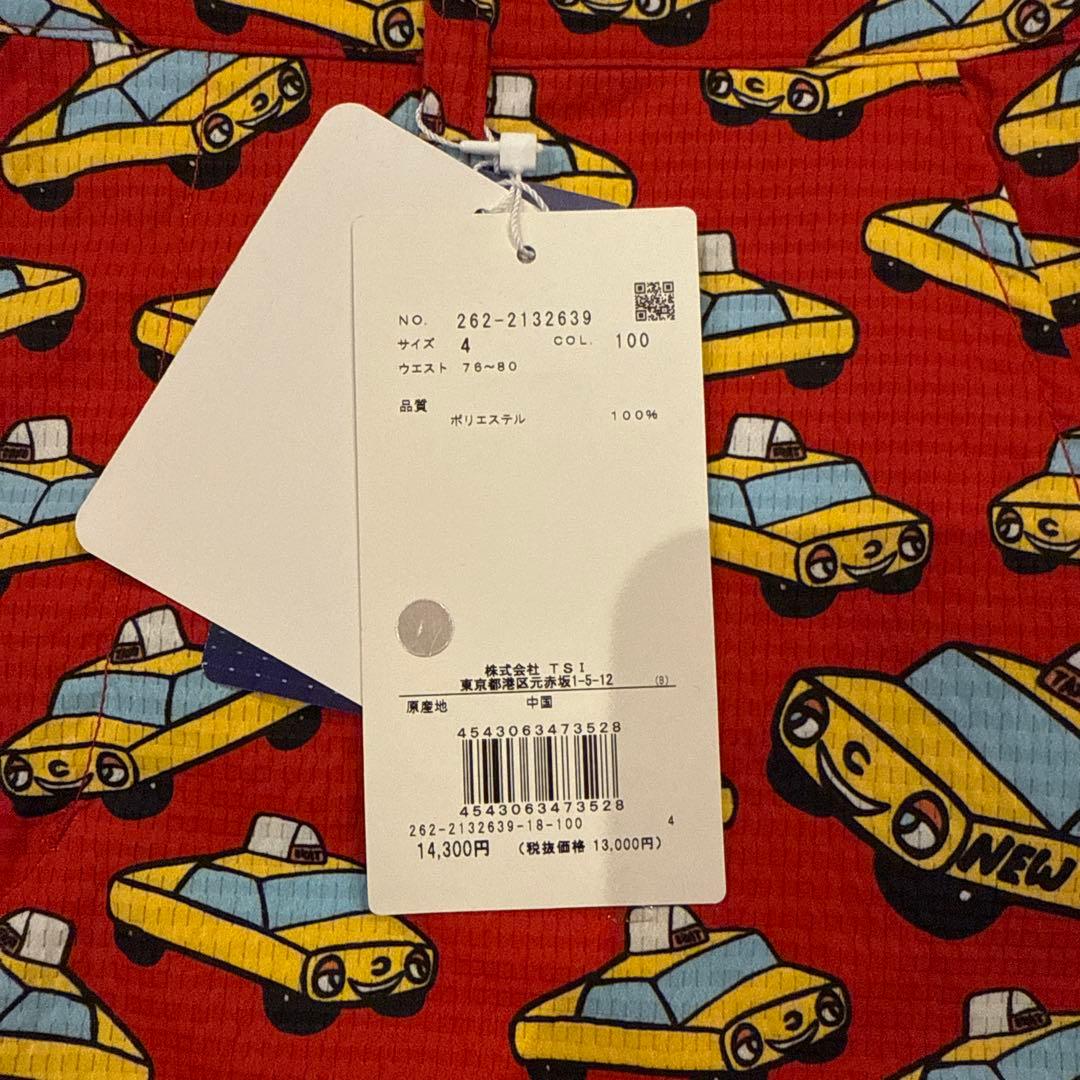 NO. 262-2132639
サイズ 4 COL. 100
ウエスト 76〜80
品質
ポリエステル 100%
株式会社 TSI
東京都港区元赤坂1-5-12 (B)
原産地 中国
4543063473528
4543063473528
262-2132639-18-100 4
14,300円 (税抜価格 13,000円)
NEW